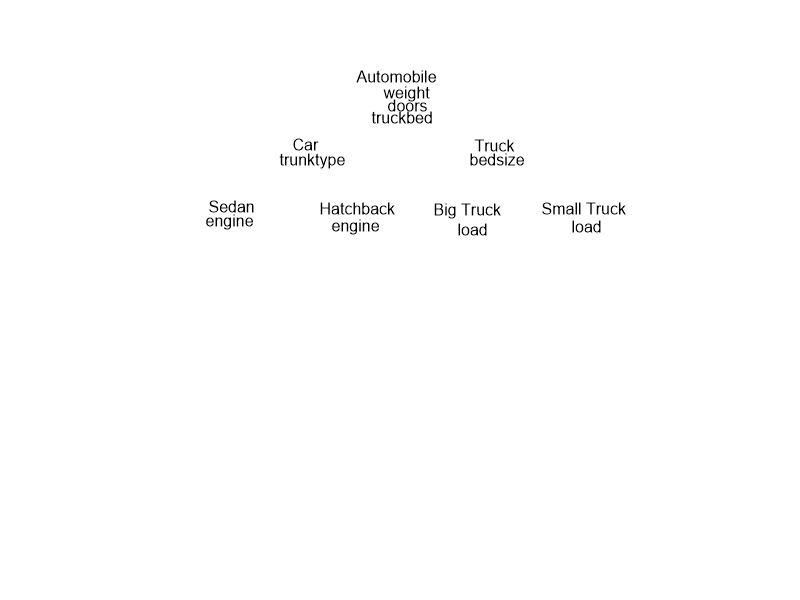 Automobile
weight
doors
truckbed
Car
trunktype
Truck
bedsize
Sedan
engine
Hatchback
engine
Big Truck
load
Small Truck
load